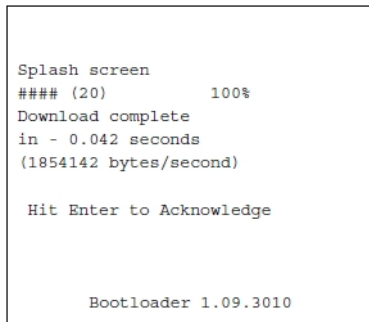 Splash screen
#### (20) 100%
Download complete
in - 0.042 seconds
(1854142 bytes/second)
Hit Enter to Acknowledge
Bootloader 1.09.3010